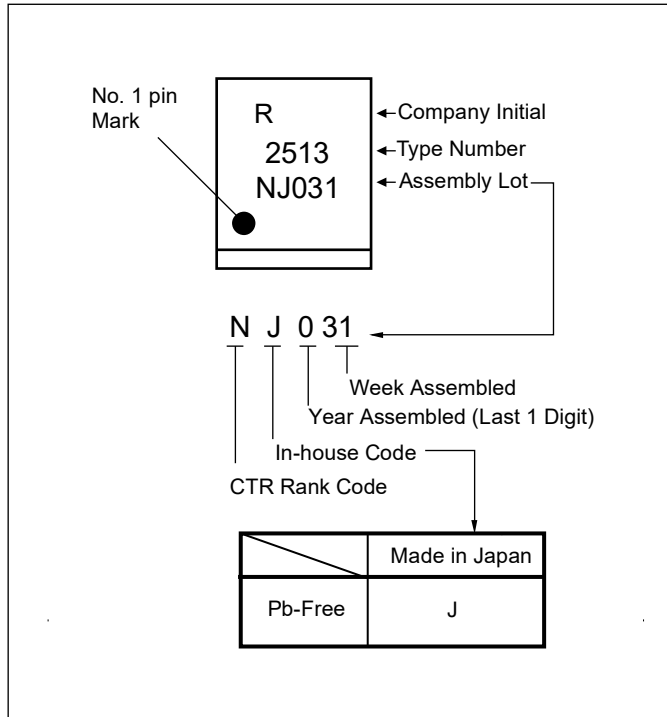 No. 1 pin
Mark
R
2513
NJ031
Company Initial
Type Number
Assembly Lot
N J 0 31
Week Assembled
Year Assembled (Last 1 Digit)
In-house Code
CTR Rank Code
Made in Japan
Pb-Free J